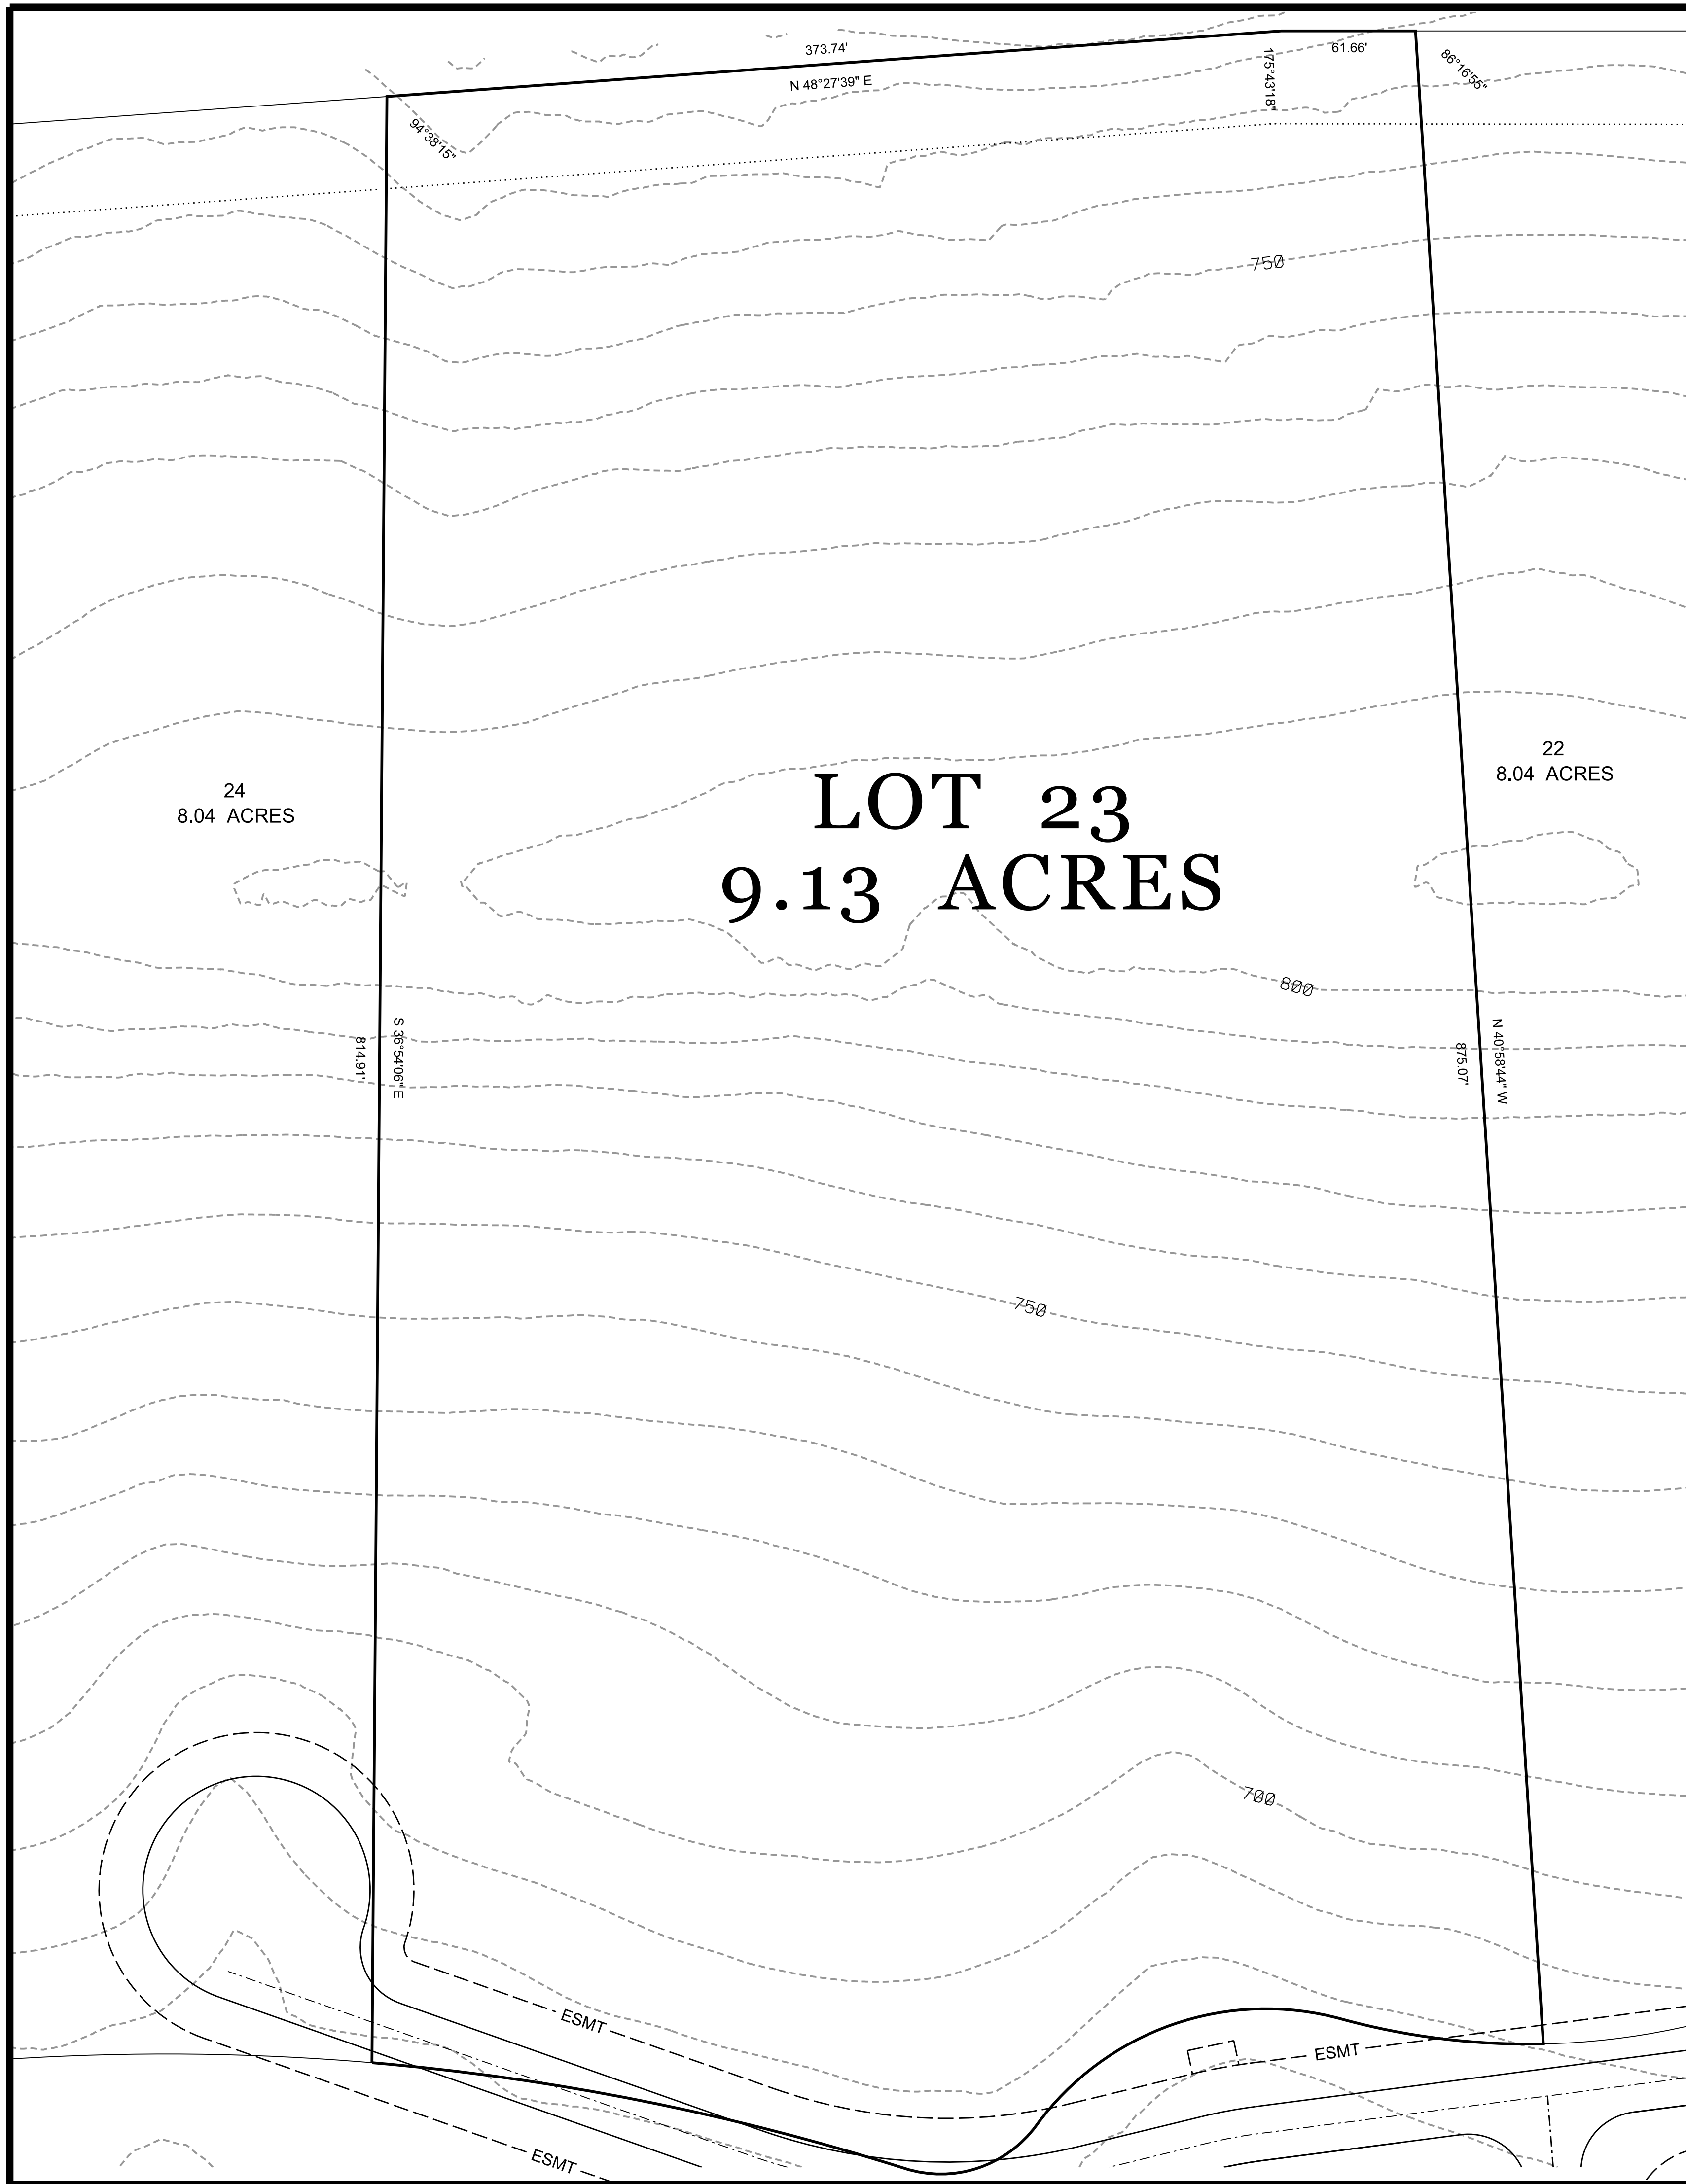 373.74'
61.66'
N 48°27'39" E
175°43'18"
86°16'55"
94°38'15"
750
22
8.04 ACRES
24
8.04 ACRES
LOT 23
9.13 ACRES
800
S 36°54'06" E
814.91'
N 40°58'44" W
875.07'
750
700
ESMT
ESMT
ESMT